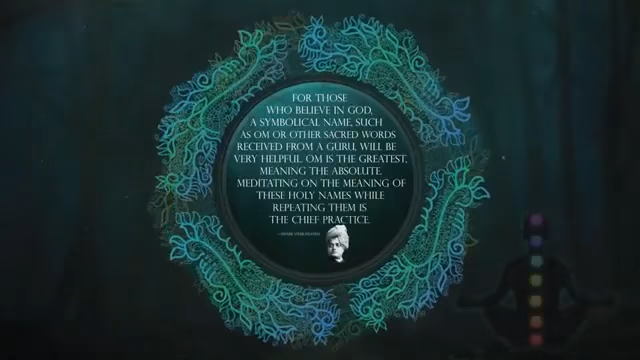 FOR THOSE
WHO BELIEVE IN GOD,
A SYMBOLICAL NAME, SUCH
AS OM OR OTHER SACRED WORDS
RECEIVED FROM A GURU, WILL BE
VERY HELPFUL. OM IS THE GREATEST,
MEANING THE ABSOLUTE.
MEDITATING ON THE MEANING OF
THESE HOLY NAMES WHILE
REPEATING THEM IS
THE CHIEF PRACTICE.